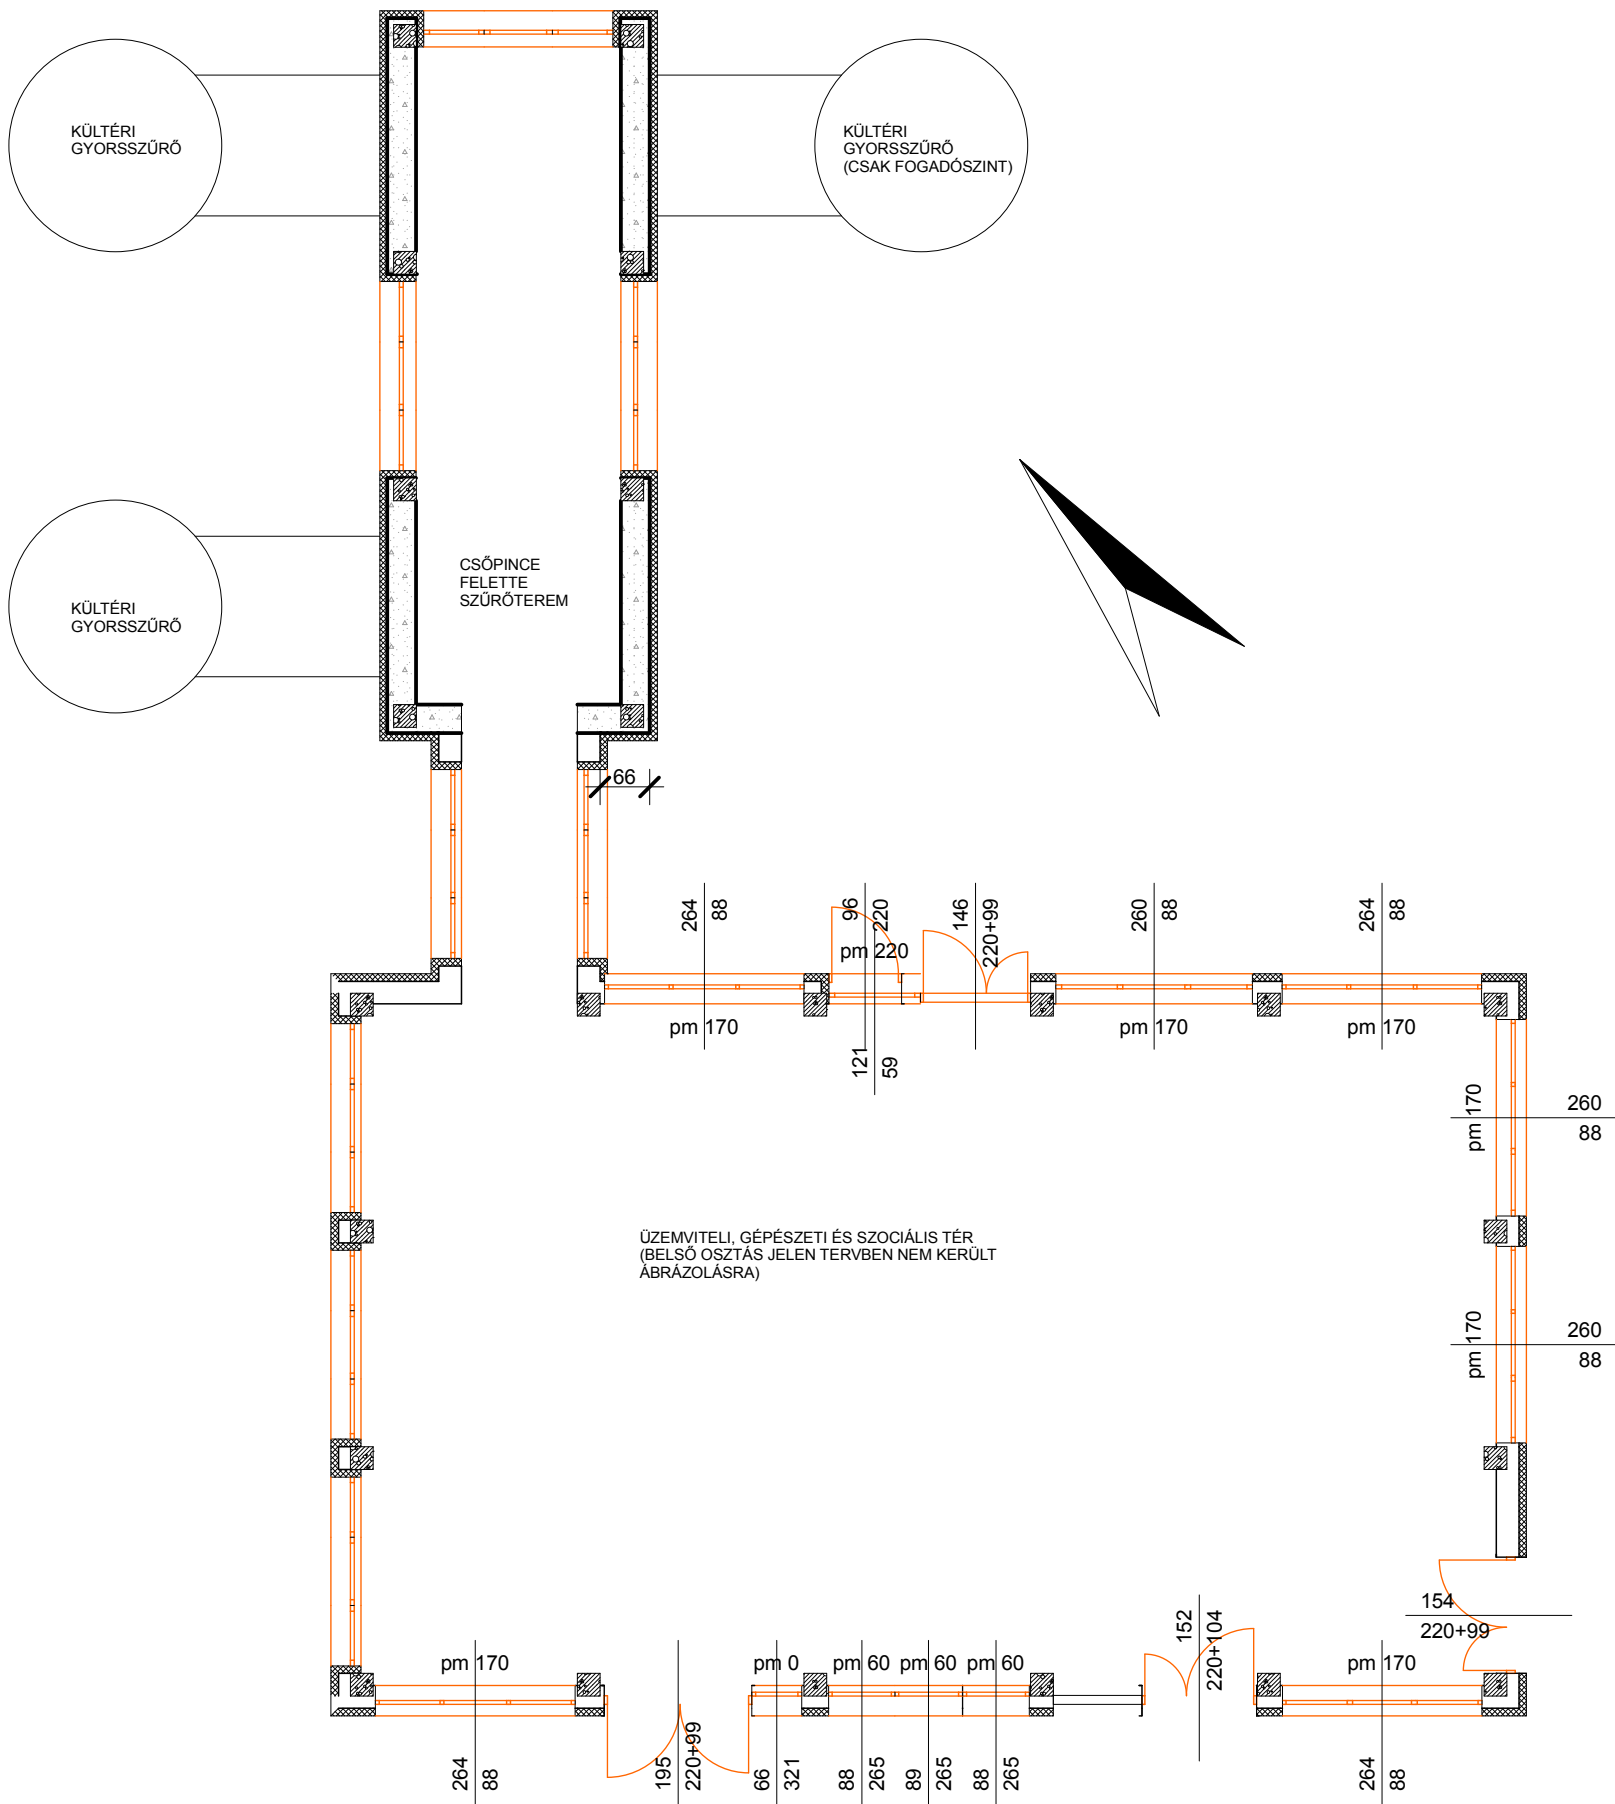 KÜLTÉRI
GYORSSZŰRŐ
KÜLTÉRI
GYORSSZŰRŐ
(CSAK FOGADÓSZINT)
CSŐPINCE
FELETTE
SZŰRŐTEREM
KÜLTÉRI
GYORSSZŰRŐ
66
264
88
96
220
146
220+99
260
88
264
88
pm 220
pm 170
pm 170
pm 170
121
59
pm 170
260
88
ÜZEMVITELI, GÉPÉSZETI ÉS SZOCIÁLIS TÉR
(BELSŐ OSZTÁS JELEN TERVBEN NEM KERÜLT
ÁBRÁZOLÁSRA)
pm 170
260
88
154
220+99
152
220+104
pm 170
pm 0
pm 60
pm 60
pm 60
pm 170
264
88
195
220+99
66
321
88
265
89
265
88
265
264
88